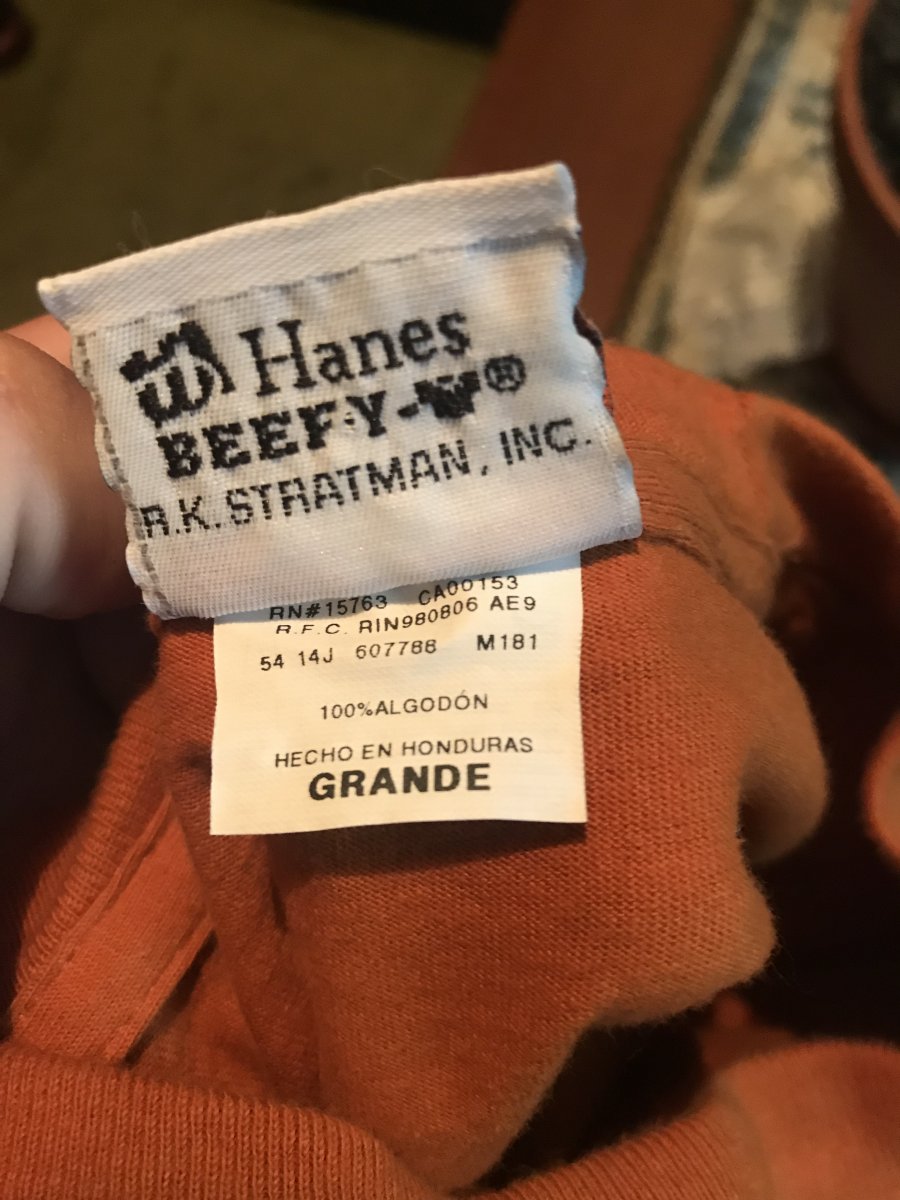 Hanes
BEEFY-T®
R.K. STRATMAN, INC.
RN#15763 CA00153
R.F.C. RIN980806 AE9
54 14J 607788 M181
100%ALGODÓN
HECHO EN HONDURAS
GRANDE